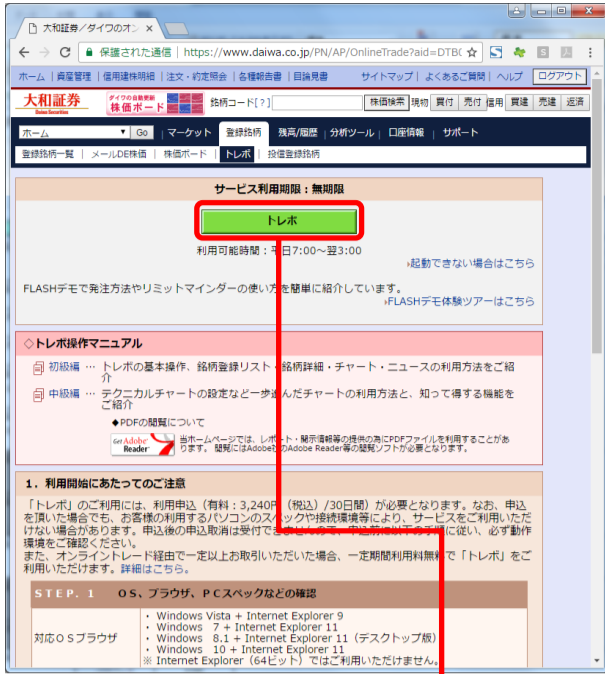 大和証券／ダイワのオン
保護された通信 | https://www.daiwa.co.jp/PN/AP/OnlineTrade?aid=DTBC
ホーム | 資産管理 | 信用建株明細 | 注文・約定照会 | 各種報告書 | 目論見書 サイトマップ | よくあるご質問 | ヘルプ ログアウト
大和証券 Daiwa Securities ダイワの自動更新 株価ボード 銘柄コード[?] 株価検索 現物 買付 売付 信用 買建 売建 返済
ホーム Go | マーケット 登録銘柄 残高/履歴 | 分析ツール | 口座情報 | サポート
登録銘柄一覧 | メールDE株価 | 株価ボード | トレボ | 投信登録銘柄
サービス利用期限：無期限
トレボ
利用可能時間：平日7:00～翌3:00
起動できない場合はこちら
FLASHデモで発注方法やリミットマインダーの使い方を簡単に紹介しています。
FLASHデモ体験ツアーはこちら
◇トレボ操作マニュアル
初級編 … トレボの基本操作、銘柄登録リスト・銘柄詳細・チャート・ニュースの利用方法をご紹
介
中級編 … テクニカルチャートの設定など一歩進んだチャートの利用方法と、知って得する機能を
ご紹介
◆PDFの閲覧について
Get Adobe Reader 当ホームページでは、レポート・開示情報等の提供の為にPDFファイルを利用することがあ
ります。 閲覧にはAdobe社のAdobe Reader等の閲覧ソフトが必要となります。
1. 利用開始にあたってのご注意
「トレボ」のご利用には、利用申込（有料：3,240円（税込）/30日間）が必要となります。なお、申込
を頂いた場合でも、お客様の利用するパソコンのスペックや接続環境等により、サービスをご利用いただ
けない場合があります。申込後の申込取消は受付できませんので、申込前に以下の手順に従い、必ず動作
環境をご確認ください。
また、オンライントレード経由で一定以上お取引いただいた場合、一定期間利用料無料で「トレボ」をご
利用いただけます。詳細はこちら。
STEP. 1 OS、ブラウザ、PCスペックなどの確認
対応OSブラウザ
・ Windows Vista + Internet Explorer 9
・ Windows 7 + Internet Explorer 11
・ Windows 8.1 + Internet Explorer 11（デスクトップ版）
・ Windows 10 + Internet Explorer 11
※ Internet Explorer（64ビット）ではご利用いただけません。